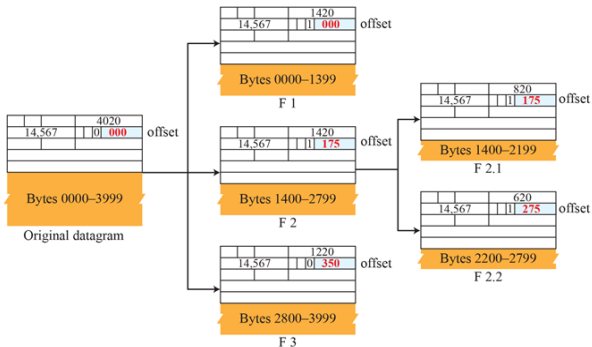 4020
14,567 0 000 offset
Bytes 0000–3999
Original datagram
1420
14,567 1 000 offset
Bytes 0000–1399
F 1
1420
14,567 1 175 offset
Bytes 1400–2799
F 2
1220
14,567 0 350 offset
Bytes 2800–3999
F 3
820
14,567 1 175 offset
Bytes 1400–2199
F 2.1
620
14,567 1 275 offset
Bytes 2200–2799
F 2.2